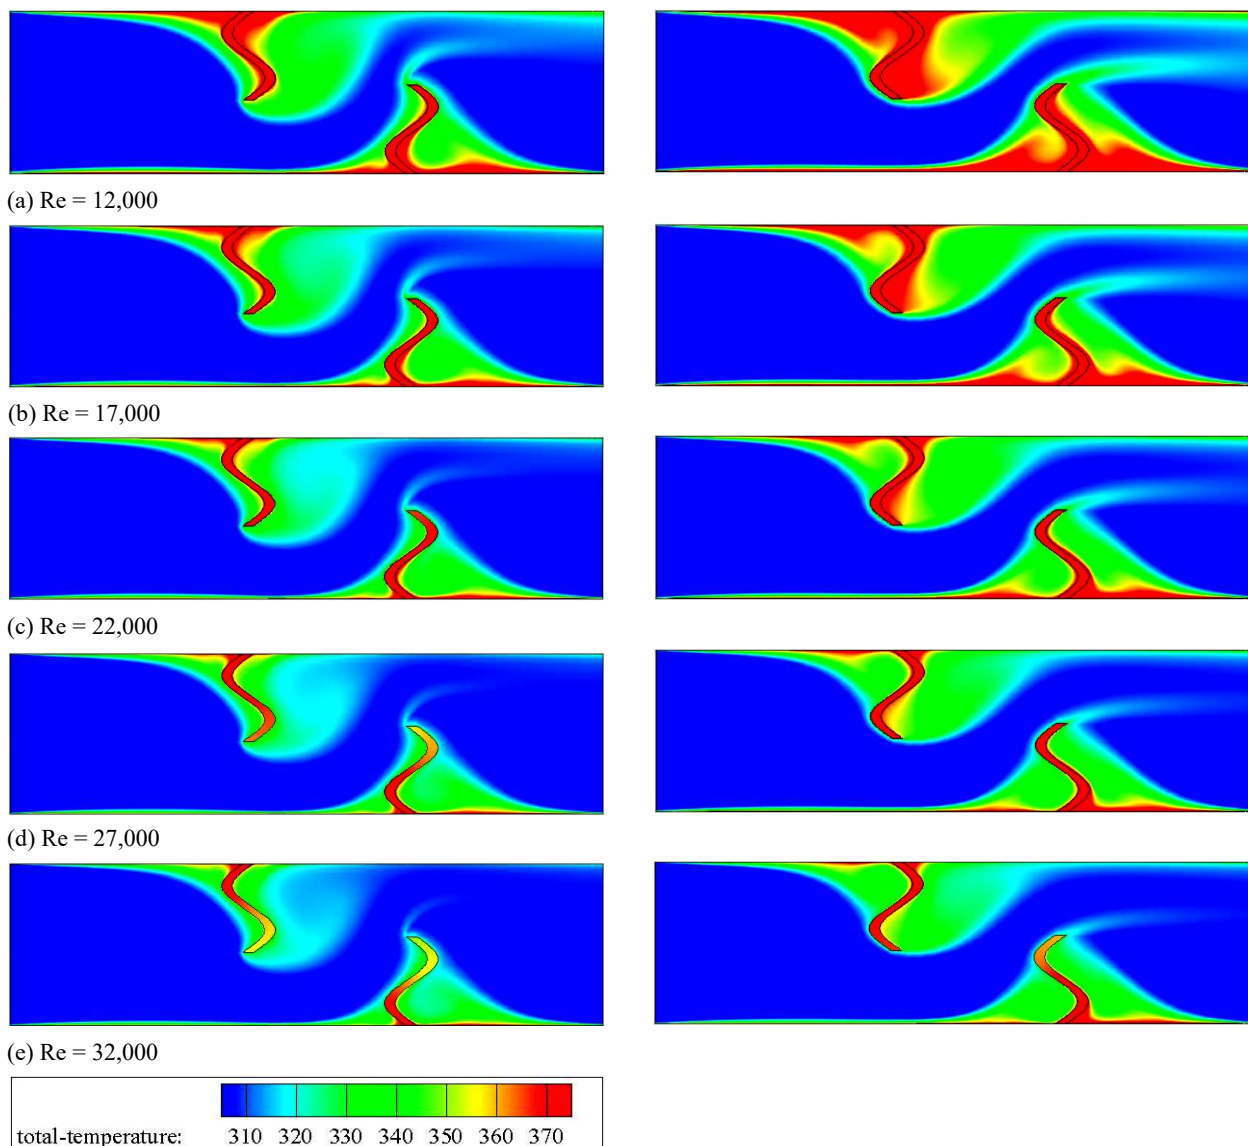 (a) Re = 12,000
(b) Re = 17,000
(c) Re = 22,000
(d) Re = 27,000
(e) Re = 32,000
total-temperature: 310 320 330 340 350 360 370